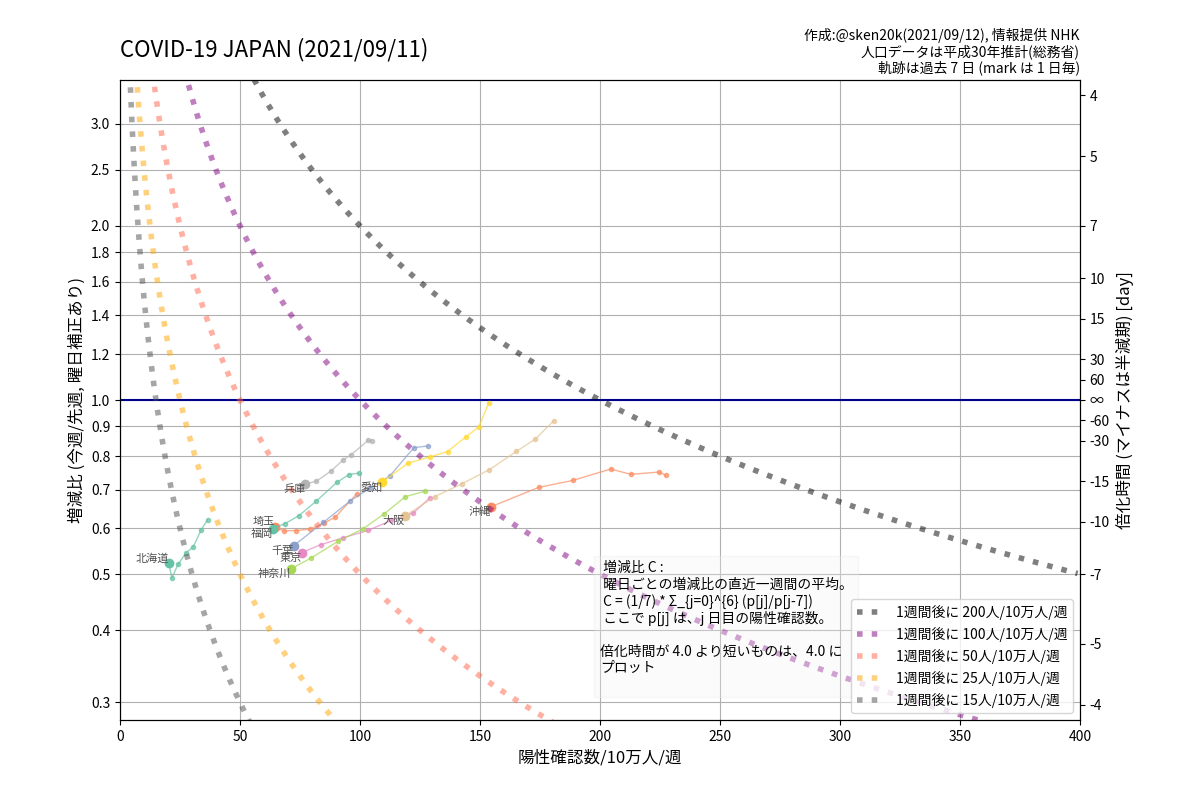 COVID-19 JAPAN (2021/09/11)
作成:@sken20k(2021/09/12), 情報提供 NHK
人口データは平成30年推計(総務省)
軌跡は過去 7 日 (mark は 1 日毎)
増減比 (今週/先週, 曜日補正あり)
3.0
2.5
2.0
1.8
1.6
1.4
1.2
1.0
0.9
0.8
0.7
0.6
0.5
0.4
0.3
兵庫
愛知
大阪
沖縄
埼玉
福岡
千葉
東京
神奈川
北海道
増減比 C :
曜日ごとの増減比の直近一週間の平均。
C = (1/7) * Σ_{j=0}^{6} (p[j]/p[j-7])
ここで p[j] は、j 日目の陽性確認数。
倍化時間が 4.0 より短いものは、4.0 に
プロット
1週間後に 200人/10万人/週
1週間後に 100人/10万人/週
1週間後に 50人/10万人/週
1週間後に 25人/10万人/週
1週間後に 15人/10万人/週
4
5
7
10
15
30
60
∞
-60
-30
-15
-10
-7
-5
-4
倍化時間 (マイナスは半減期) [day]
0
50
100
150
200
250
300
350
400
陽性確認数/10万人/週